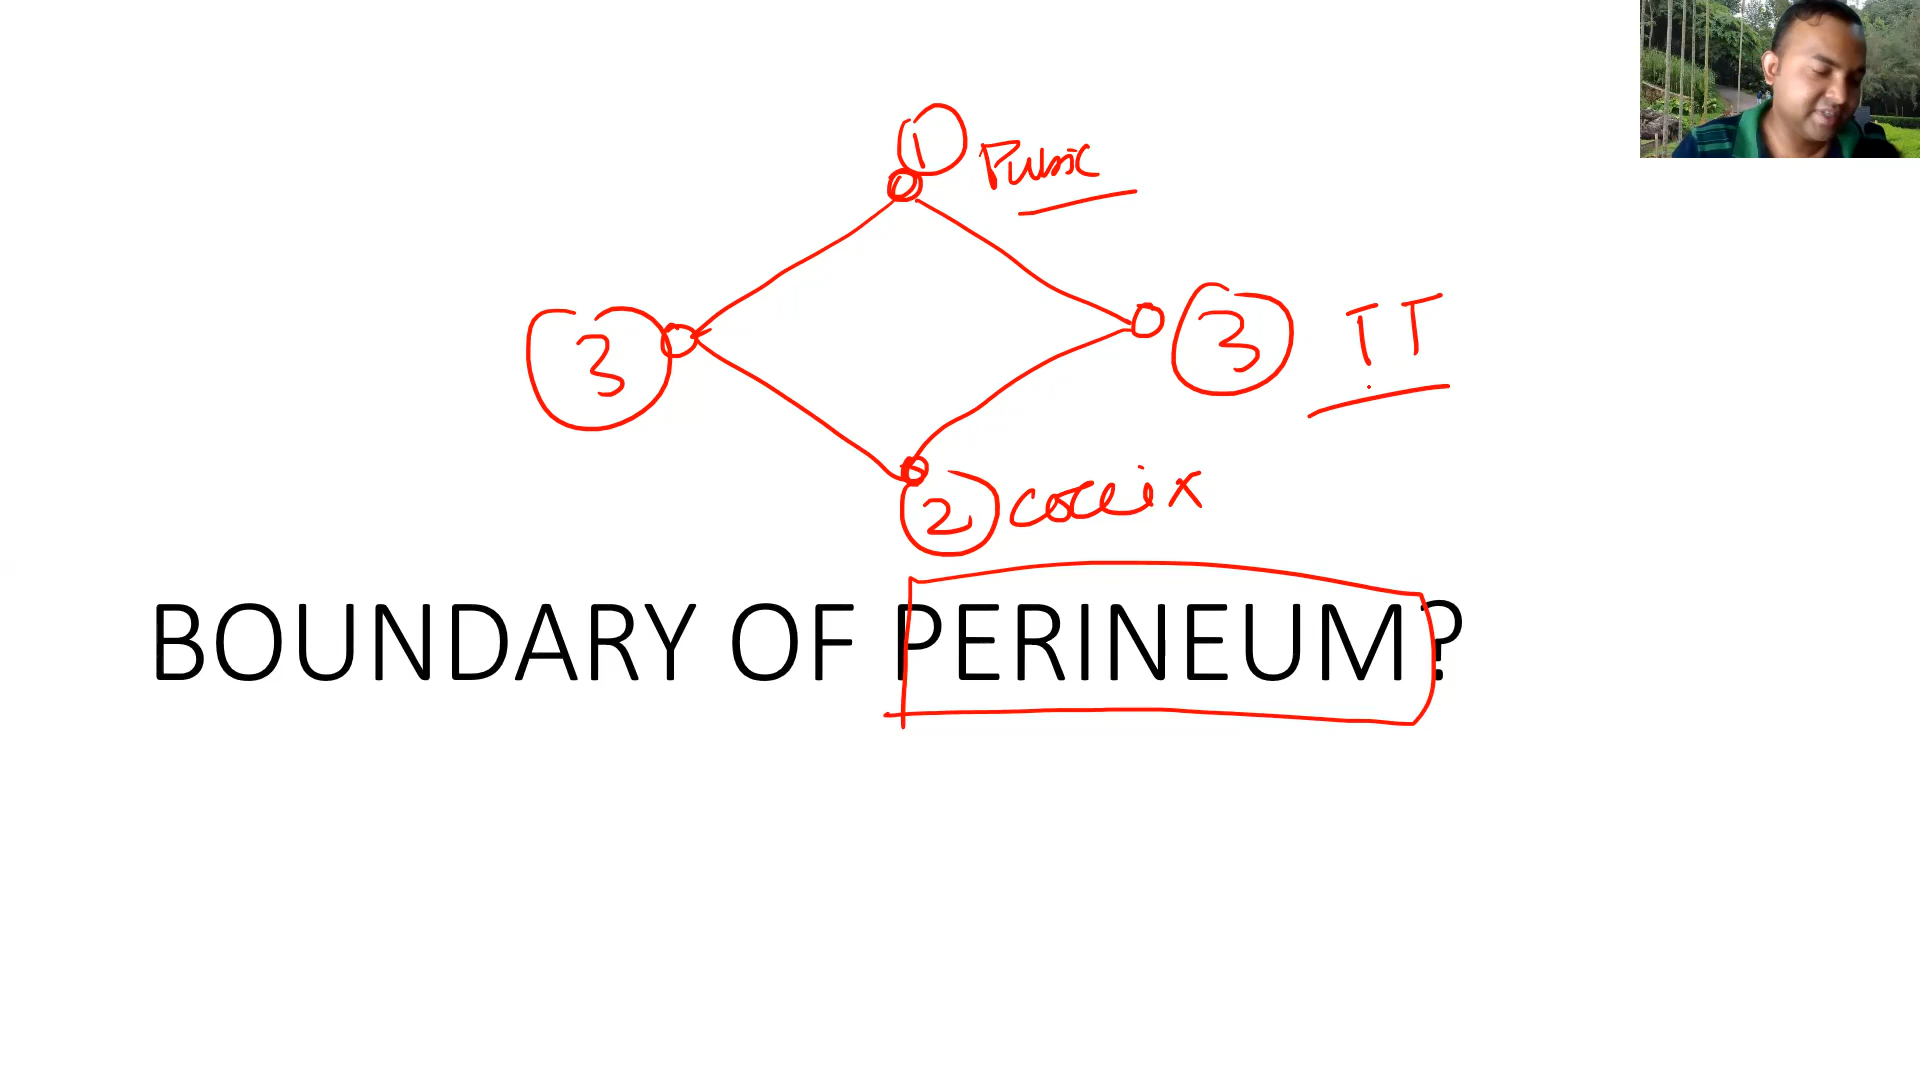 1 Pubic
3 3 IT
2 coccix
BOUNDARY OF PERINEUM?